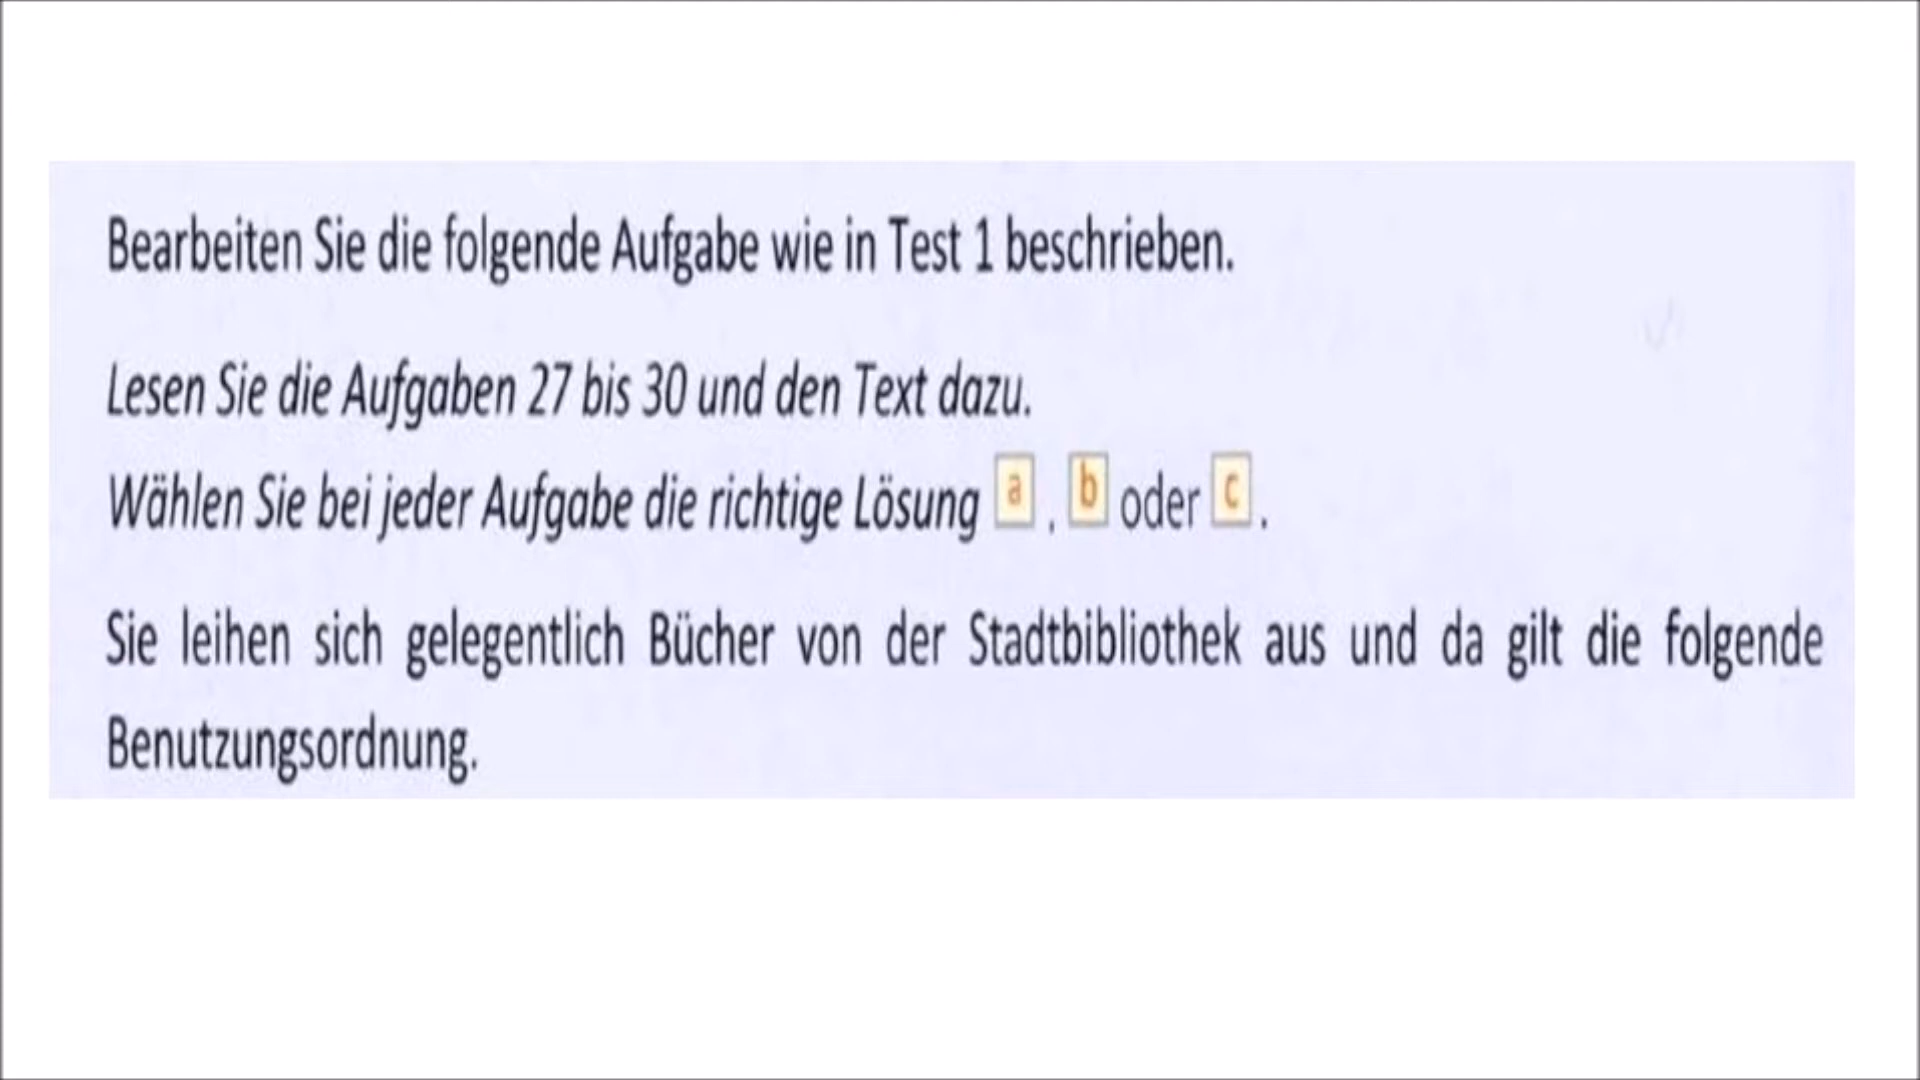 Bearbeiten Sie die folgende Aufgabe wie in Test 1 beschrieben.
Lesen Sie die Aufgaben 27 bis 30 und den Text dazu.
Wählen Sie bei jeder Aufgabe die richtige Lösung a , b oder c .
Sie leihen sich gelegentlich Bücher von der Stadtbibliothek aus und da gilt die folgende
Benutzungsordnung.